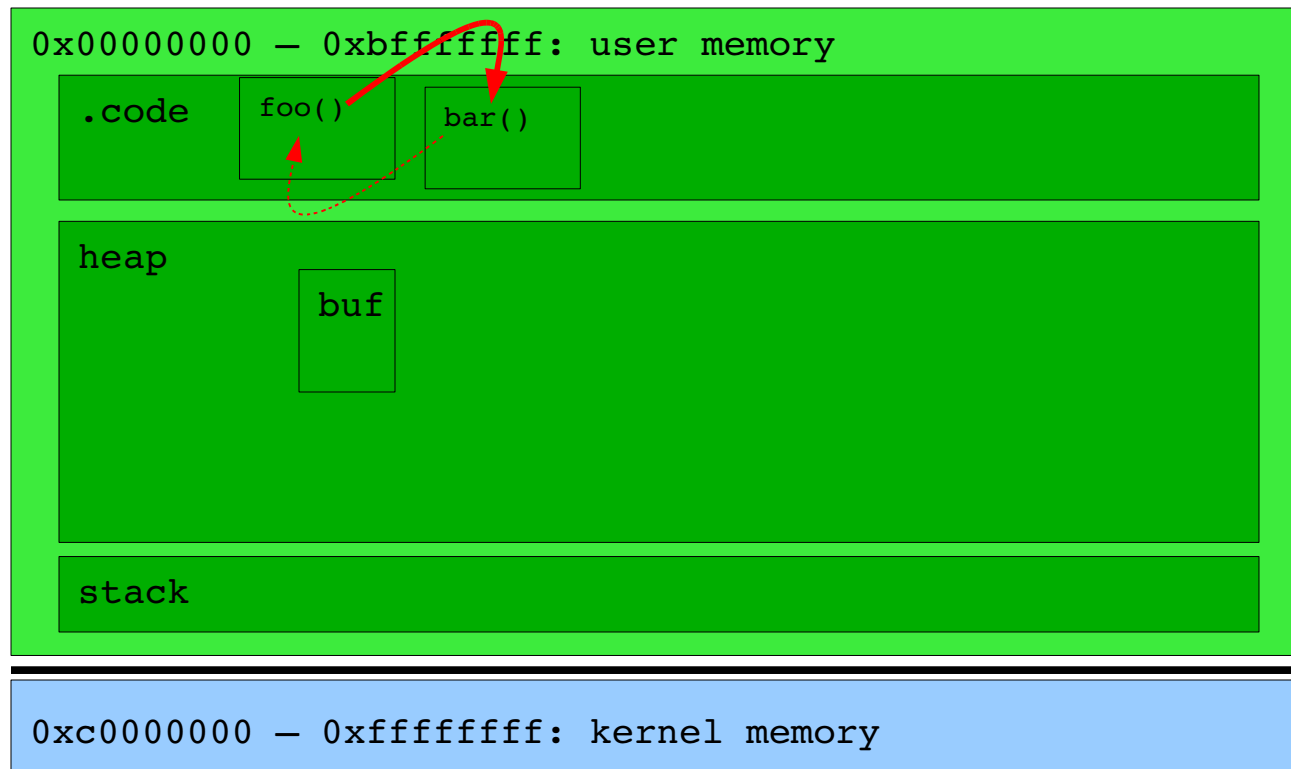 0x00000000 – 0xbfffffff: user memory
.code
foo()
bar()
heap
buf
stack
0xc0000000 – 0xffffffff: kernel memory